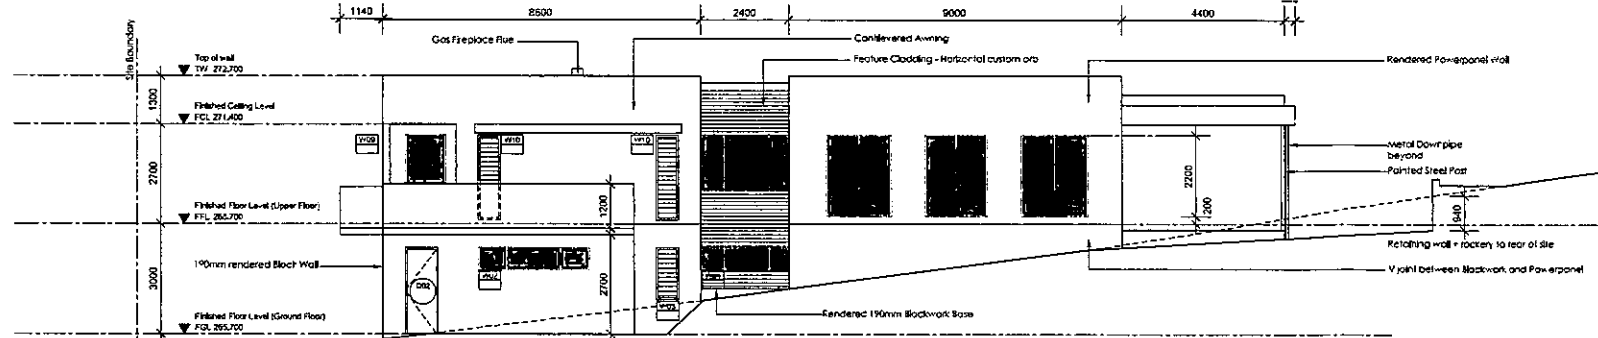 1140
8600
2400
9000
4400
Gas Fireplace Flue
Cantilevered Awning
Feature Cladding - Horizontal custom orb
Rendered Powerpanel Wall
Site Boundary
Top of wall
TW 272,700
1300
Finished Ceiling Level
FCL 271,400
W09
W10
W10
2700
2200
Metal Downpipe
beyond
Painted Steel Post
Finished Floor Level (Upper Floor)
FFL 268,700
1200
200
940
Retaining wall + rockery to rear of site
190mm rendered Block Wall
V joint between Blockwork and Powerpanel
3000
D02
W02
2700
W03
Rendered 190mm Blockwork Base
Finished Floor Level (Ground Floor)
FGL 265,700